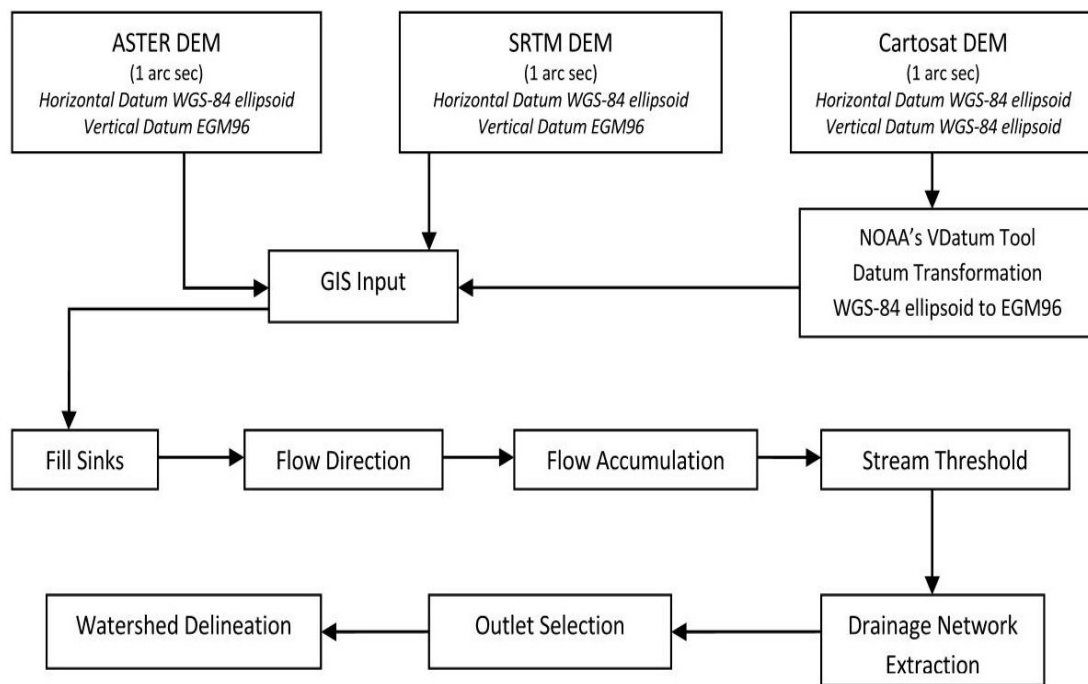 ASTER DEM
(1 arc sec)
Horizontal Datum WGS-84 ellipsoid
Vertical Datum EGM96
SRTM DEM
(1 arc sec)
Horizontal Datum WGS-84 ellipsoid
Vertical Datum EGM96
Cartosat DEM
(1 arc sec)
Horizontal Datum WGS-84 ellipsoid
Vertical Datum WGS-84 ellipsoid
NOAA's VDatum Tool
Datum Transformation
WGS-84 ellipsoid to EGM96
GIS Input
Fill Sinks
Flow Direction
Flow Accumulation
Stream Threshold
Drainage Network
Extraction
Outlet Selection
Watershed Delineation